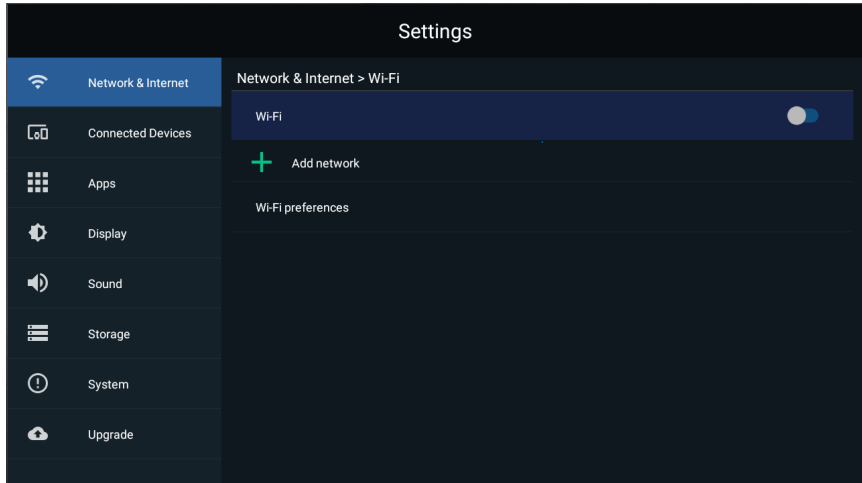 Settings
Network & Internet
Connected Devices
Apps
Display
Sound
Storage
System
Upgrade
Network & Internet > Wi-Fi
Wi-Fi
Add network
Wi-Fi preferences